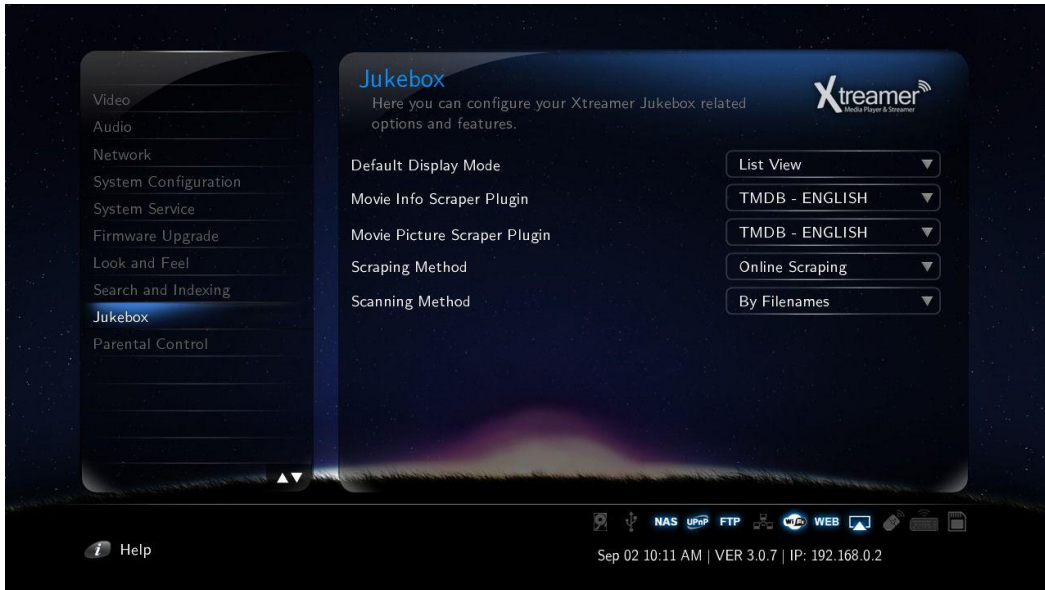 Video
Audio
Network
System Configuration
System Service
Firmware Upgrade
Look and Feel
Search and Indexing
Jukebox
Parental Control
Jukebox
Here you can configure your Xtreamer Jukebox related
options and features.
Xtreamer
Media Player & Streamer
Default Display Mode
List View
Movie Info Scraper Plugin
TMDB - ENGLISH
Movie Picture Scraper Plugin
TMDB - ENGLISH
Scraping Method
Online Scraping
Scanning Method
By Filenames
NAS UPnP FTP WiFi WEB
i Help
Sep 02 10:11 AM | VER 3.0.7 | IP: 192.168.0.2